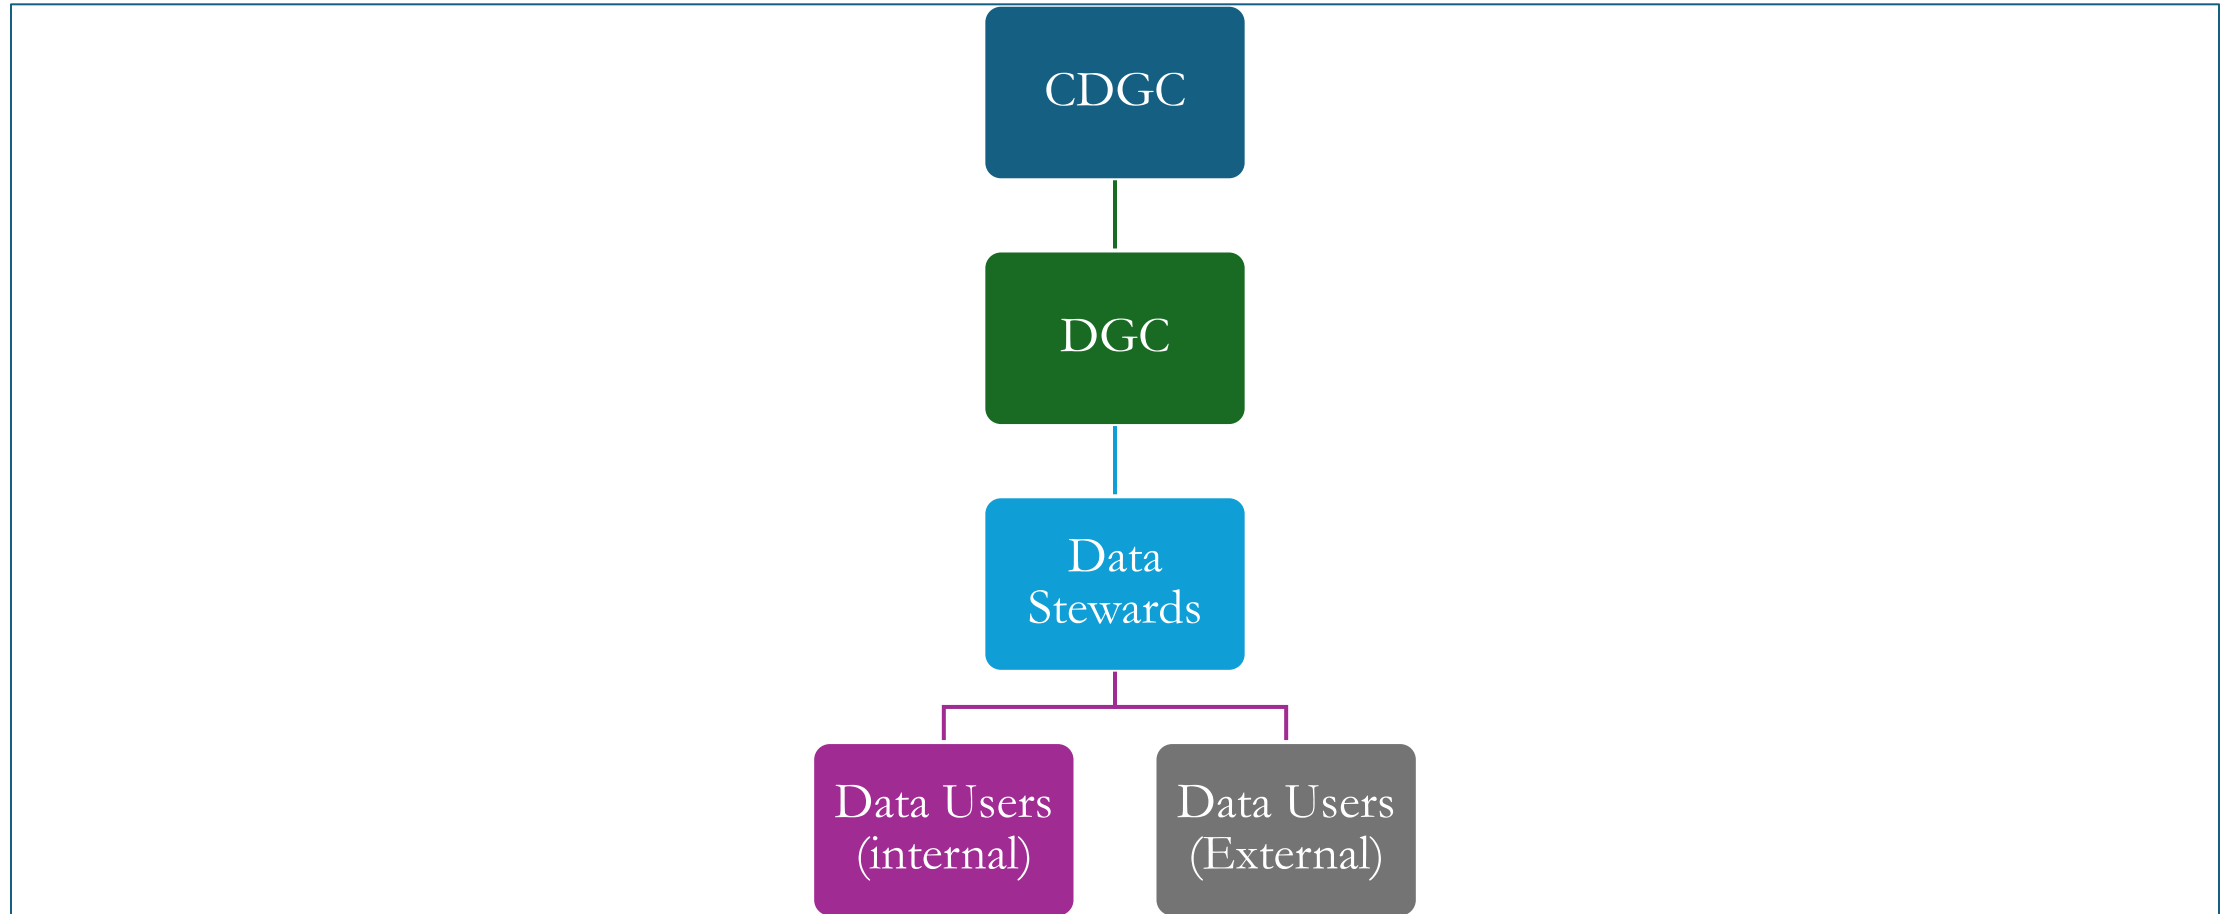 CDGC
DGC
Data
Stewards
Data Users
(internal)
Data Users
(External)